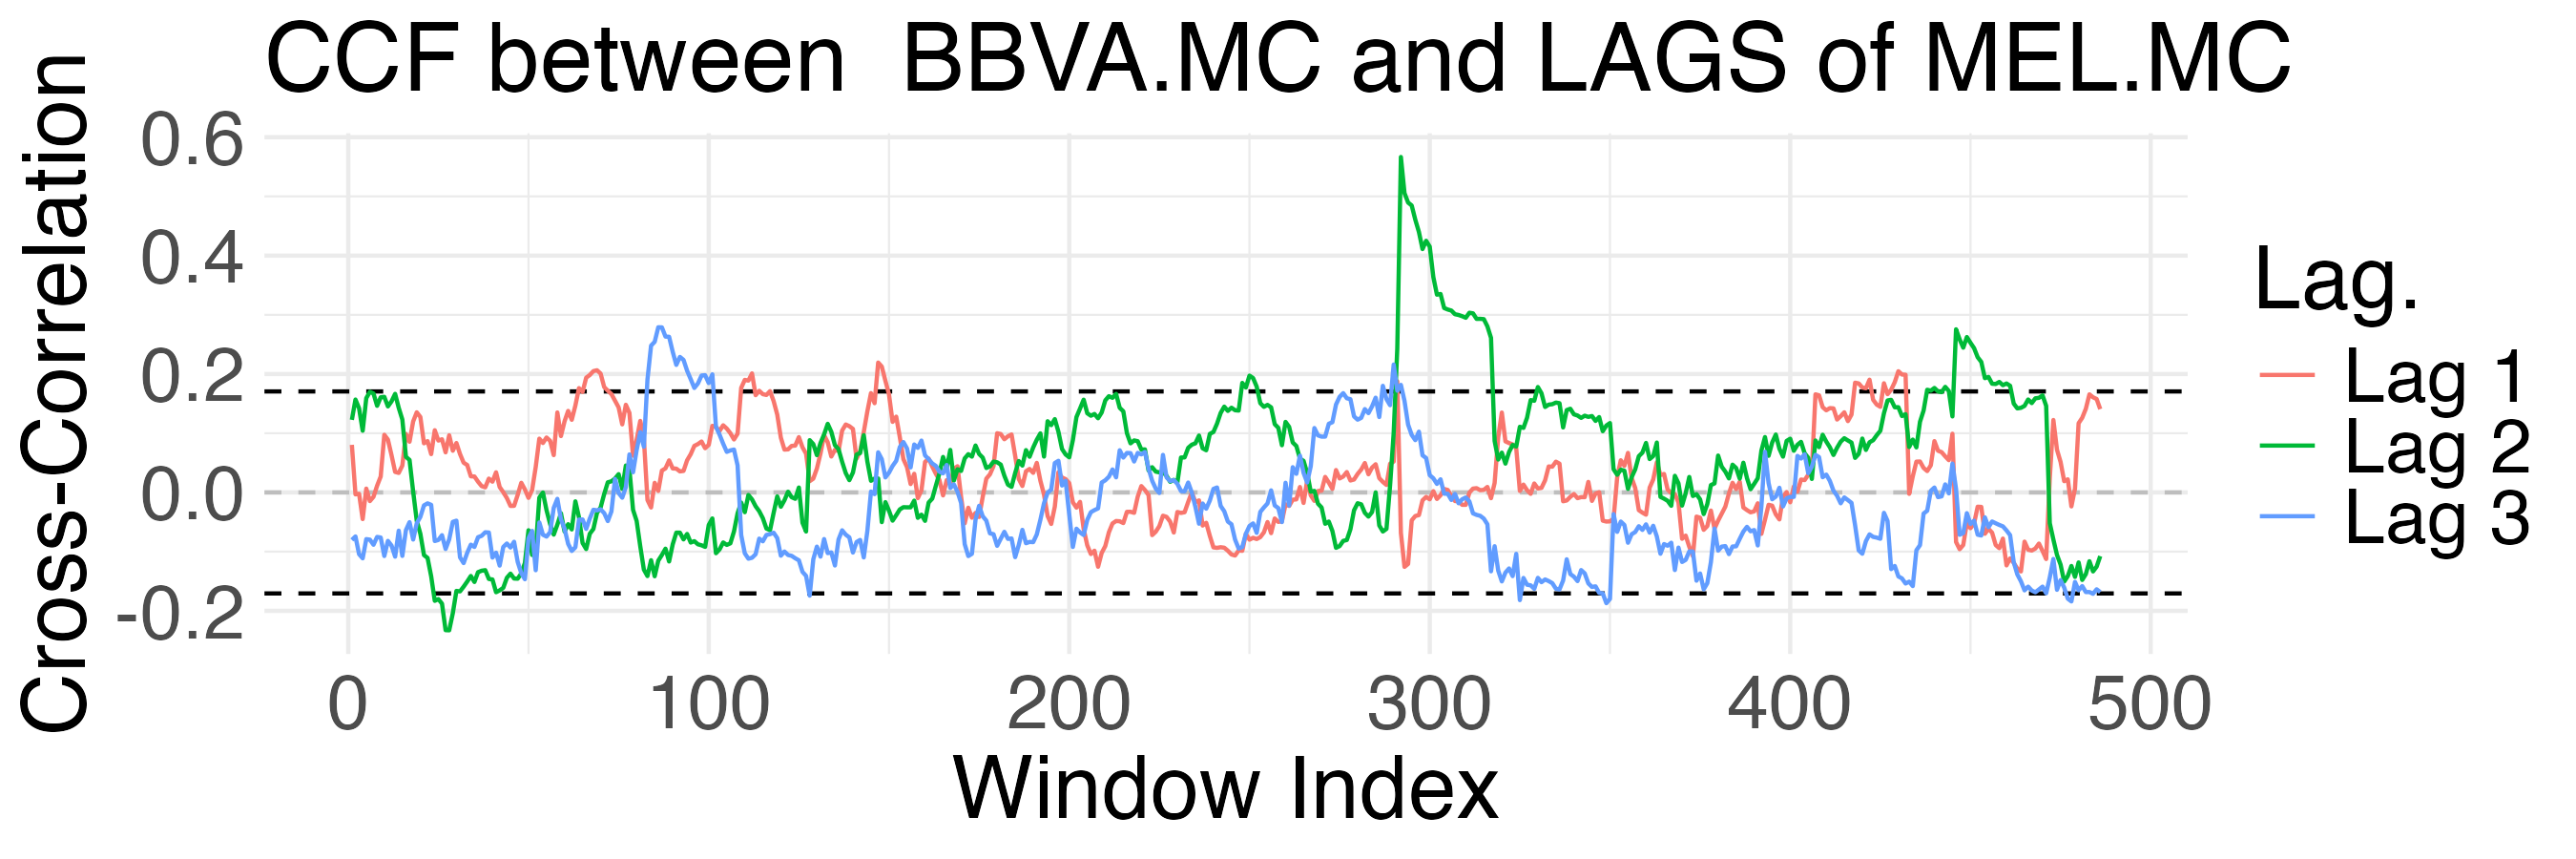 CCF between  BBVA.MC and LAGS of MEL.MC
Cross-Correlation
0.6
0.4
0.2
0.0
-0.2
0 100 200 300 400 500
Window Index
Lag.
Lag 1
Lag 2
Lag 3